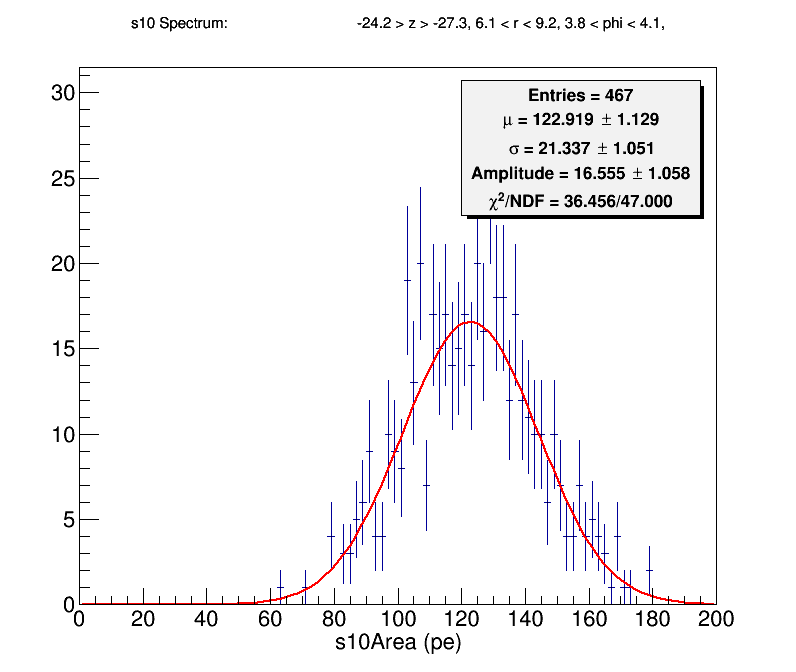 s10 Spectrum: -24.2 > z > -27.3, 6.1 < r < 9.2, 3.8 < phi < 4.1,
Entries = 467
μ = 122.919 ± 1.129
σ = 21.337 ± 1.051
Amplitude = 16.555 ± 1.058
χ²/NDF = 36.456/47.000
30
25
20
15
10
5
0
0 20 40 60 80 100 120 140 160 180 200
s10Area (pe)